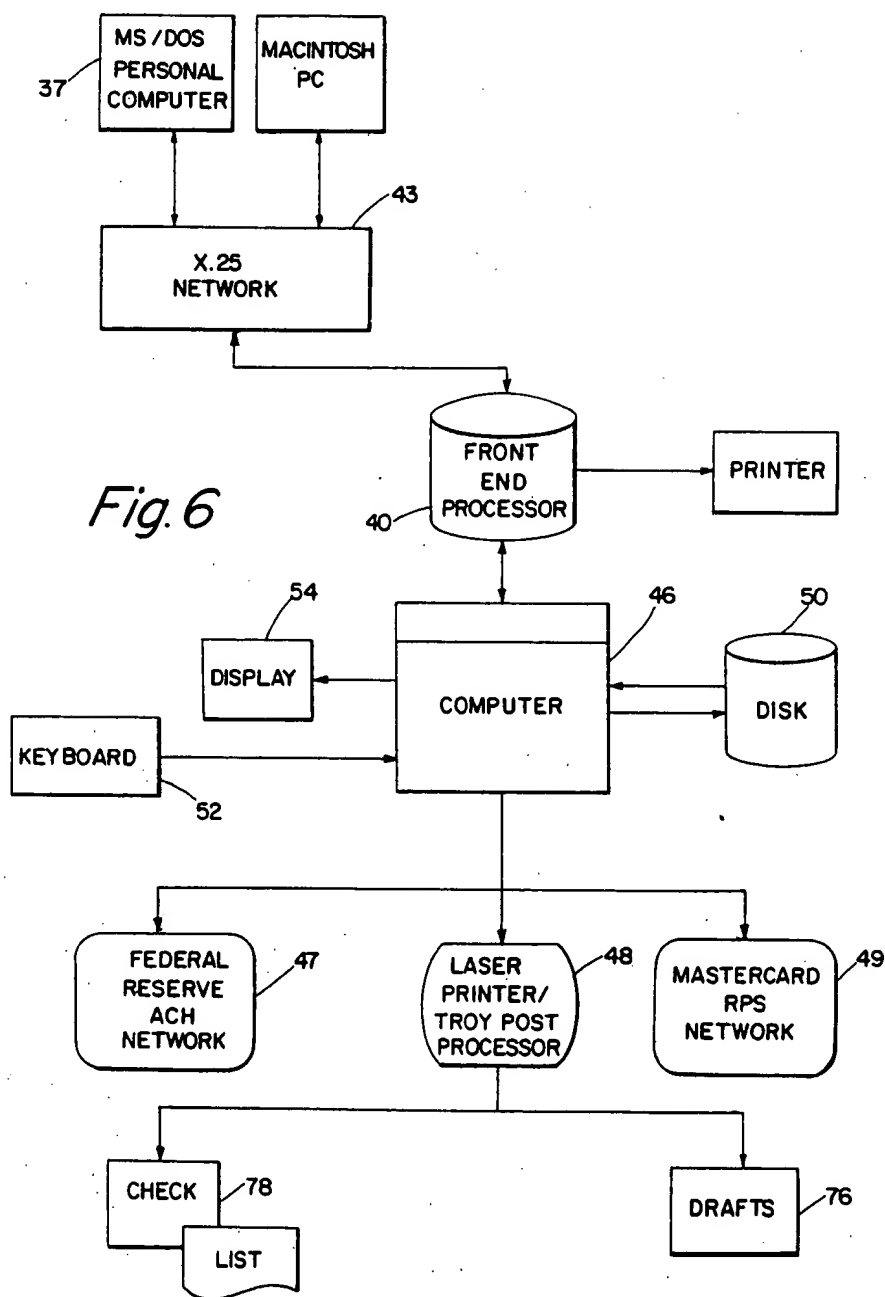 MS/DOS
PERSONAL
COMPUTER
37
MACINTOSH
PC
43
X.25
NETWORK
FRONT
END
PROCESSOR
40
PRINTER
Fig. 6
54
DISPLAY
46
COMPUTER
50
DISK
KEYBOARD
52
FEDERAL
RESERVE
ACH
NETWORK
47
LASER
PRINTER/
TROY POST
PROCESSOR
48
MASTERCARD
RPS
NETWORK
49
CHECK
78
LIST
DRAFTS
76